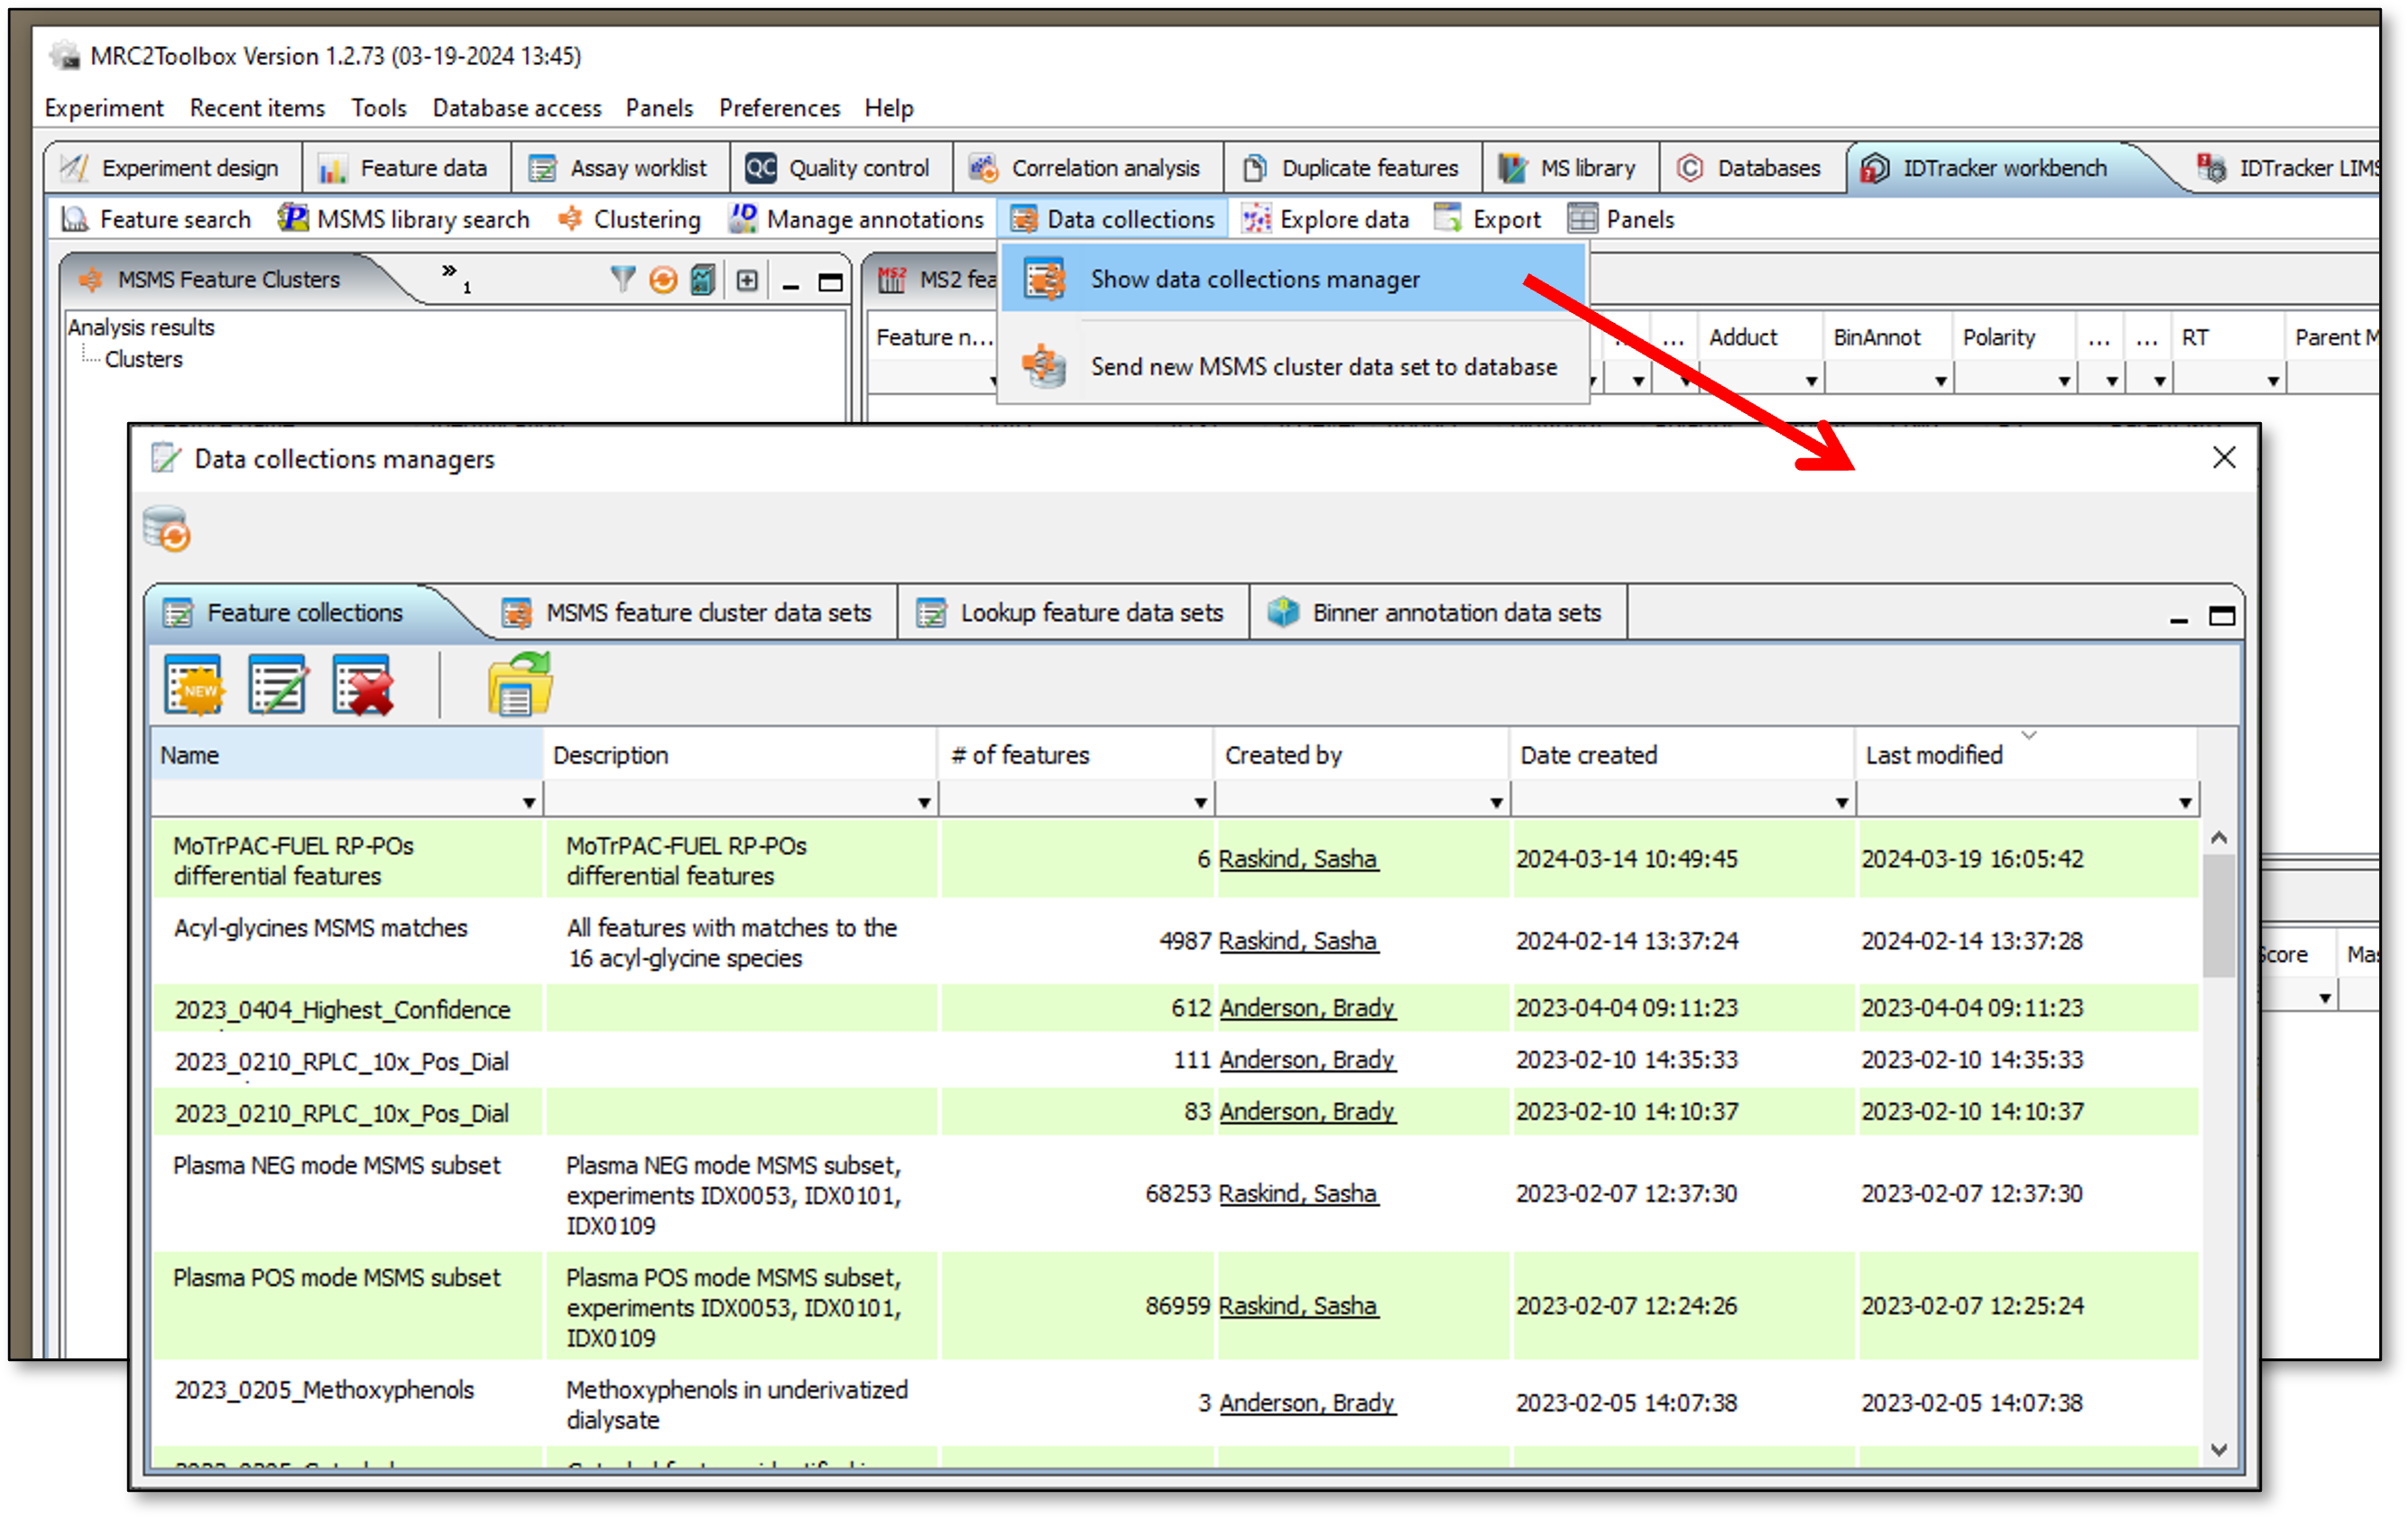 MRC2Toolbox Version 1.2.73 (03-19-2024 13:45)
Experiment Recent items Tools Database access Panels Preferences Help
Experiment design Feature data Assay worklist QC Quality control Correlation analysis Duplicate features MS library Databases IDTracker workbench IDTracker LIMS
Feature search MSMS library search ID Manage annotations Data collections Explore data Export Panels
MSMS Feature Clusters » 1 MS2 MS2 fea
Show data collections manager
Analysis results
Clusters
Feature n... ... ... Adduct BinAnnot Polarity ... ... RT Parent M
Send new MSMS cluster data set to database
Data collections managers
Feature collections MSMS feature cluster data sets Lookup feature data sets Binner annotation data sets
NEW
Name Description # of features Created by Date created Last modified
MoTrPAC-FUEL RP-POs differential features MoTrPAC-FUEL RP-POs differential features 6 Raskind, Sasha 2024-03-14 10:49:45 2024-03-19 16:05:42
Acyl-glycines MSMS matches All features with matches to the 16 acyl-glycine species 4987 Raskind, Sasha 2024-02-14 13:37:24 2024-02-14 13:37:28
Score Mas
2023_0404_Highest_Confidence 612 Anderson, Brady 2023-04-04 09:11:23 2023-04-04 09:11:23
2023_0210_RPLC_10x_Pos_Dial 111 Anderson, Brady 2023-02-10 14:35:33 2023-02-10 14:35:33
2023_0210_RPLC_10x_Pos_Dial 83 Anderson, Brady 2023-02-10 14:10:37 2023-02-10 14:10:37
Plasma NEG mode MSMS subset Plasma NEG mode MSMS subset, experiments IDX0053, IDX0101, IDX0109 68253 Raskind, Sasha 2023-02-07 12:37:30 2023-02-07 12:37:30
Plasma POS mode MSMS subset Plasma POS mode MSMS subset, experiments IDX0053, IDX0101, IDX0109 86959 Raskind, Sasha 2023-02-07 12:24:26 2023-02-07 12:25:24
2023_0205_Methoxyphenols Methoxyphenols in underivatized dialysate 3 Anderson, Brady 2023-02-05 14:07:38 2023-02-05 14:07:38